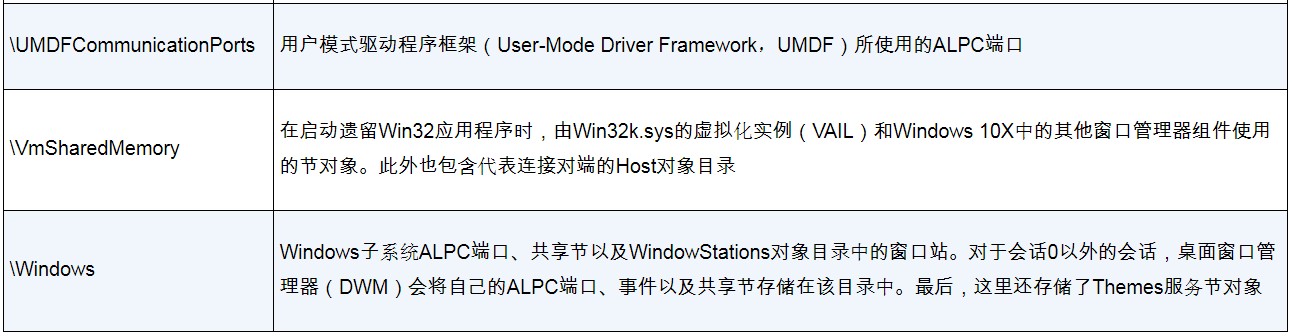 \UMDFCommunicationPorts
用户模式驱动程序框架（User-Mode Driver Framework，UMDF）所使用的ALPC端口
\VmSharedMemory
在启动遗留Win32应用程序时，由Win32k.sys的虚拟化实例（VAIL）和Windows 10X中的其他窗口管理器组件使用
的节对象。此外也包含代表连接对端的Host对象目录
\Windows
Windows子系统ALPC端口、共享节以及WindowStations对象目录中的窗口站。对于会话0以外的会话，桌面窗口管
理器（DWM）会将自己的ALPC端口、事件以及共享节存储在该目录中。最后，这里还存储了Themes服务节对象